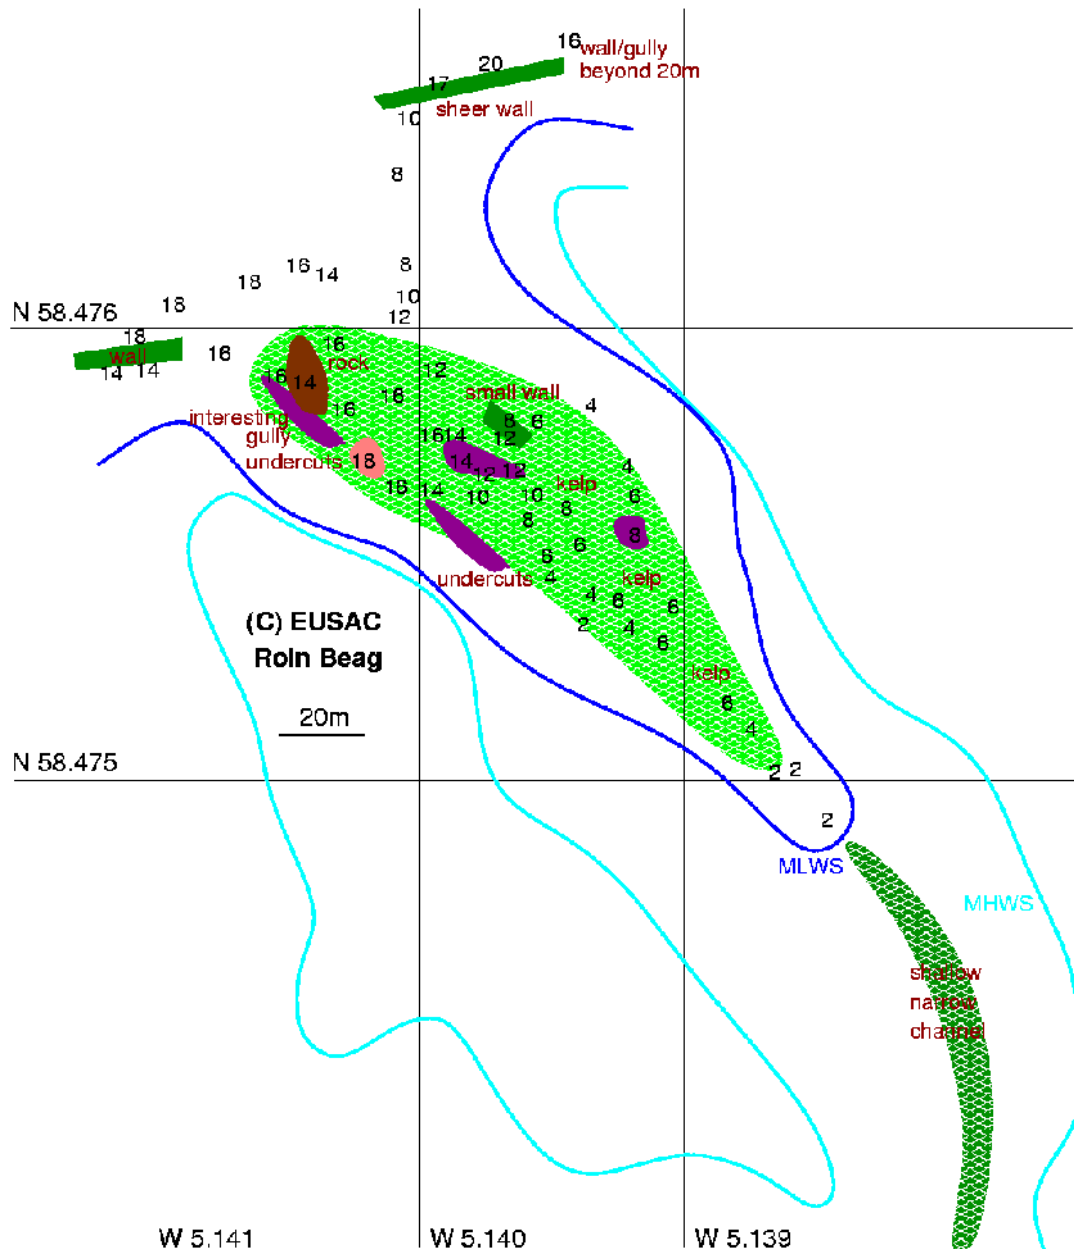 16
wall/gully
20
beyond 20m
17
sheer wall
10
8
8
16
14
18
10
18
N 58.476
12
18
16
wall
16
rock
14
14
12
16
14
16
small wall
16
4
interesting
8
6
gully
16
14
12
undercuts
18
14
12
12
4
16
14
10
10
kelp
6
8
8
8
6
6
undercuts
4
kelp
4
6
6
2
4
6
(C) EUSAC
Roin Beag
kelp
6
20m
4
N 58.475
2
2
2
MLWS
MHWS
shallow
narrow
channel
W 5.141
W 5.140
W 5.139